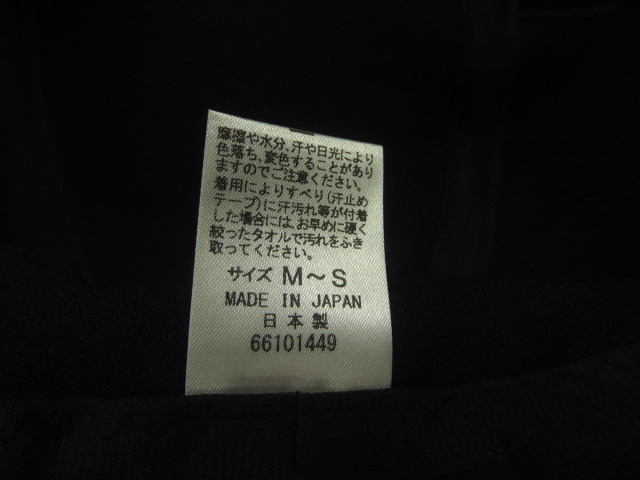 摩擦や水分、汗や日光により
色落ち、変色することがあり
ますのでご注意ください。
着用によりすべり(汗止め
テープ)に汗汚れ等が付着
した場合には、お早めに硬く
絞ったタオルで汚れをふき
取ってください。
サイズ M～S
MADE IN JAPAN
日本製
66101449